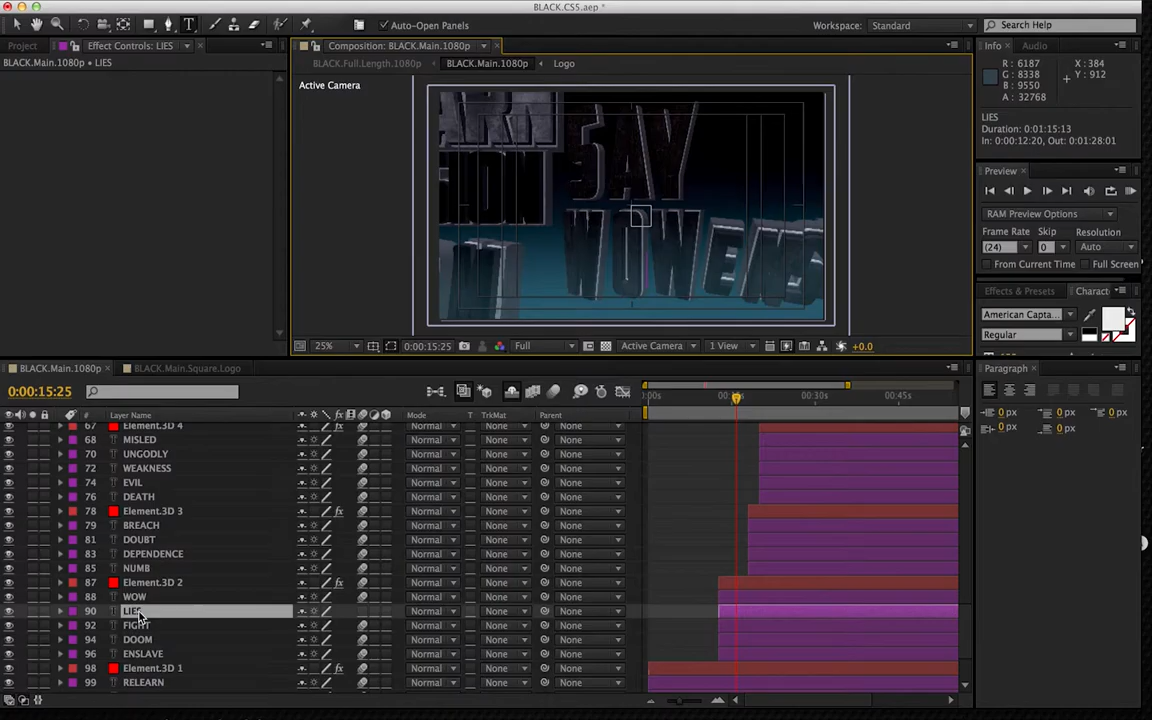 BLACK.CS5.aep *
Auto-Open Panels
Workspace: Standard
Search Help
Project
Effect Controls: LIES
Composition: BLACK.Main.1080p
Info
Audio
BLACK.Main.1080p • LIES
BLACK.Full.Length.1080p
BLACK.Main.1080p
Logo
R : 6187
G : 8338
B : 9550
A : 32768
X : 384
Y : 912
Active Camera
SAY
WOW
LIES
Duration: 0:01:15:13
In: 0:00:12:20, Out: 0:01:28:01
Preview
RAM Preview Options
Frame Rate Skip Resolution
(24) 0 Auto
From Current Time Full Screen
Effects & Presets
American Capta...
Regular
25% 0:00:15:25 Full Active Camera 1 View +0.0
BLACK.Main.1080p
BLACK.Main.Square.Logo
Paragraph
0:00:15:25
:00s 00:30s 00:45s
# Layer Name Mode T TrkMat Parent
0 px 0 px 0 px
0 px 0 px
67 Element.3D 4 Normal None None
68 MISLED Normal None None
70 UNGODLY Normal None None
72 WEAKNESS Normal None None
74 EVIL Normal None None
76 DEATH Normal None None
78 Element.3D 3 Normal None None
79 BREACH Normal None None
81 DOUBT Normal None None
83 DEPENDENCE Normal None None
85 NUMB Normal None None
87 Element.3D 2 Normal None None
88 WOW Normal None None
90 LIES Normal None None
92 FIGHT Normal None None
94 DOOM Normal None None
96 ENSLAVE Normal None None
98 Element.3D 1 Normal None None
99 RELEARN Normal None None